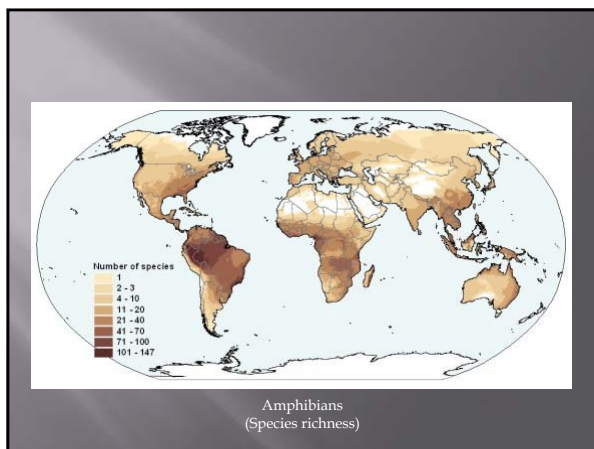 Number of species
1
2 - 3
4 - 10
11 - 20
21 - 40
41 - 70
71 - 100
101 - 147
Amphibians
(Species richness)